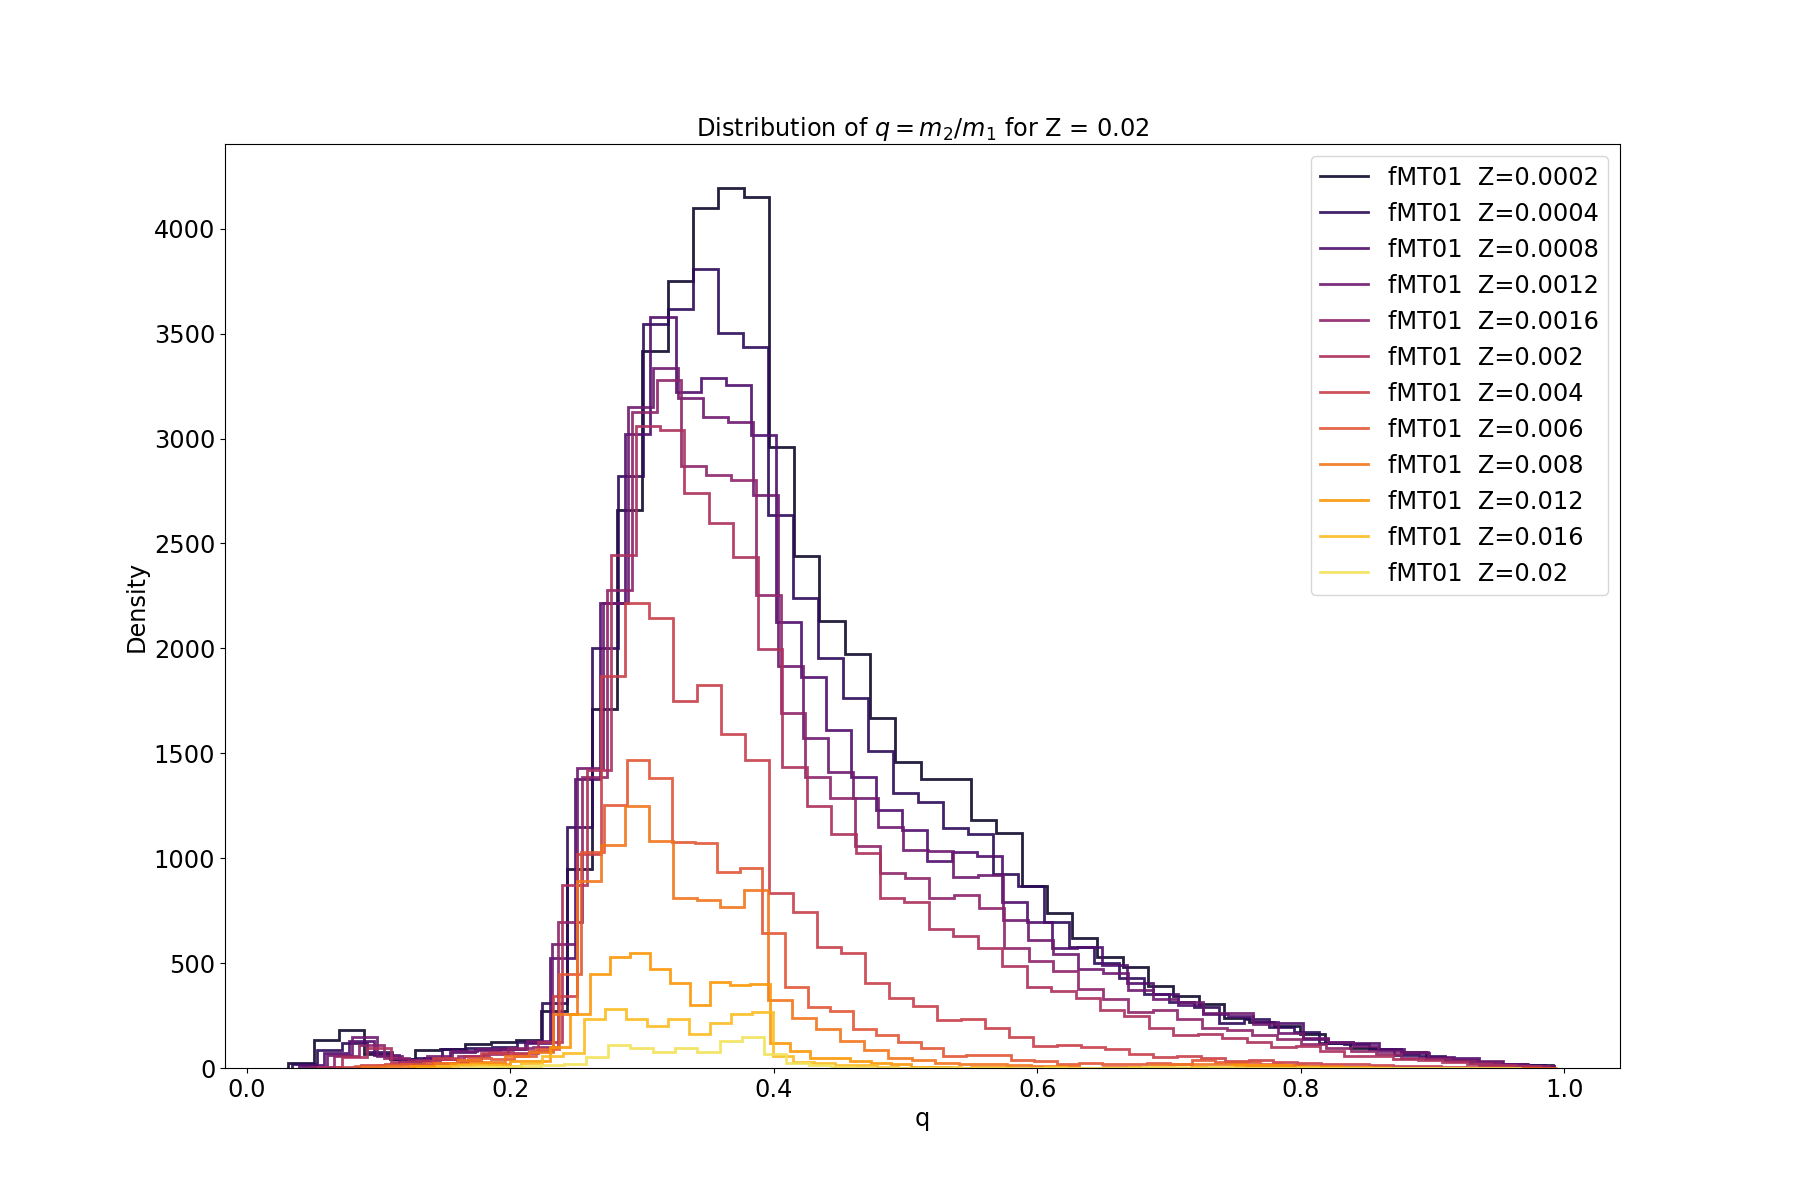 Distribution of q = m₂/m₁ for Z = 0.02
fMT01 Z=0.0002
fMT01 Z=0.0004
fMT01 Z=0.0008
fMT01 Z=0.0012
fMT01 Z=0.0016
fMT01 Z=0.002
fMT01 Z=0.004
fMT01 Z=0.006
fMT01 Z=0.008
fMT01 Z=0.012
fMT01 Z=0.016
fMT01 Z=0.02
Density
4000
3500
3000
2500
2000
1500
1000
500
0
0.0 0.2 0.4 0.6 0.8 1.0
q